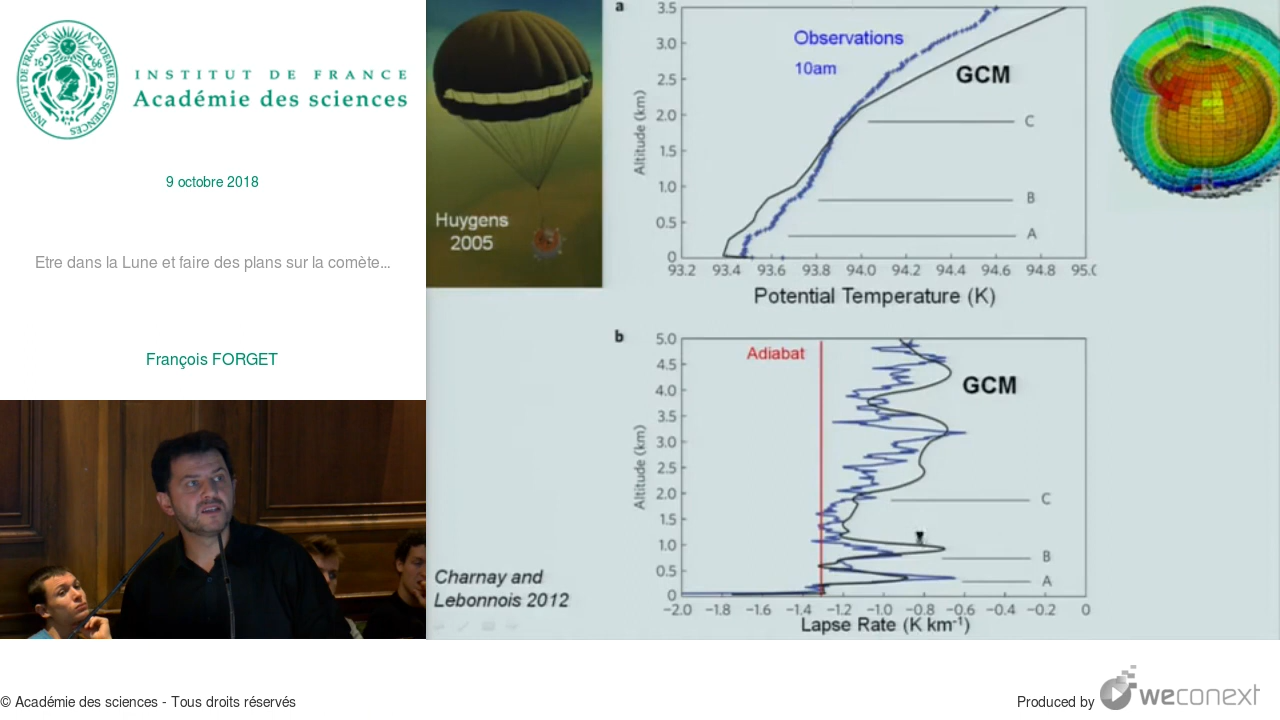 INSTITUT DE FRANCE
Académie des sciences
9 octobre 2018
Etre dans la Lune et faire des plans sur la comète...
François FORGET
Huygens
2005
a
Observations
10am
GCM
C
B
A
Altitude (km)
3.5
3.0
2.5
2.0
1.5
1.0
0.5
0
93.2 93.4 93.6 93.8 94.0 94.2 94.4 94.6 94.8 95.0
Potential Temperature (K)
b
Adiabat
GCM
C
B
A
Altitude (km)
5.0
4.5
4.0
3.5
3.0
2.5
2.0
1.5
1.0
0.5
0
−2.0 −1.8 −1.6 −1.4 −1.2 −1.0 −0.8 −0.6 −0.4 −0.2 0
Lapse Rate (K km⁻¹)
Charnay and
Lebonnois 2012
© Académie des sciences - Tous droits réservés
Produced by weconext